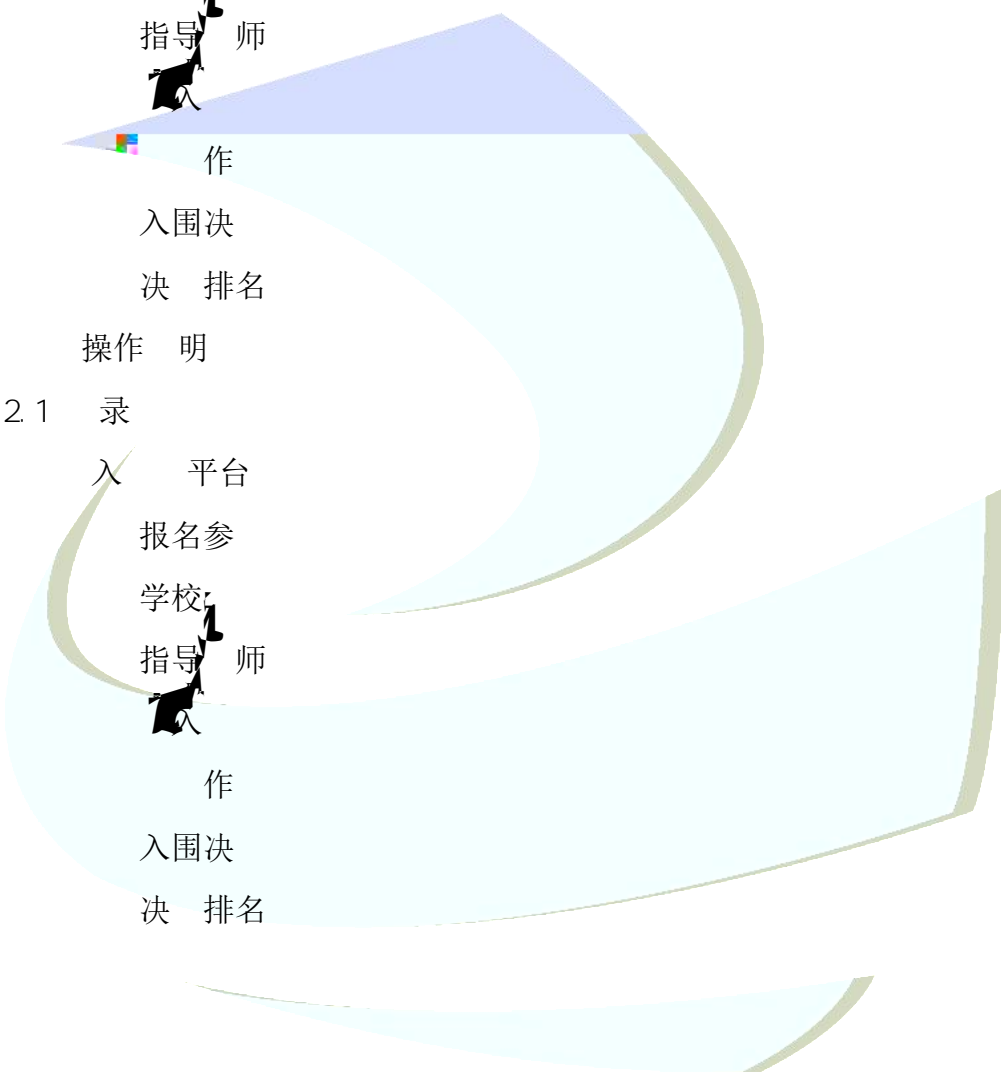 指导 师
入
作
入围决
决 排名
操作 明
2.1 录
入 平台
报名参
学校
指导 师
入
作
入围决
决 排名